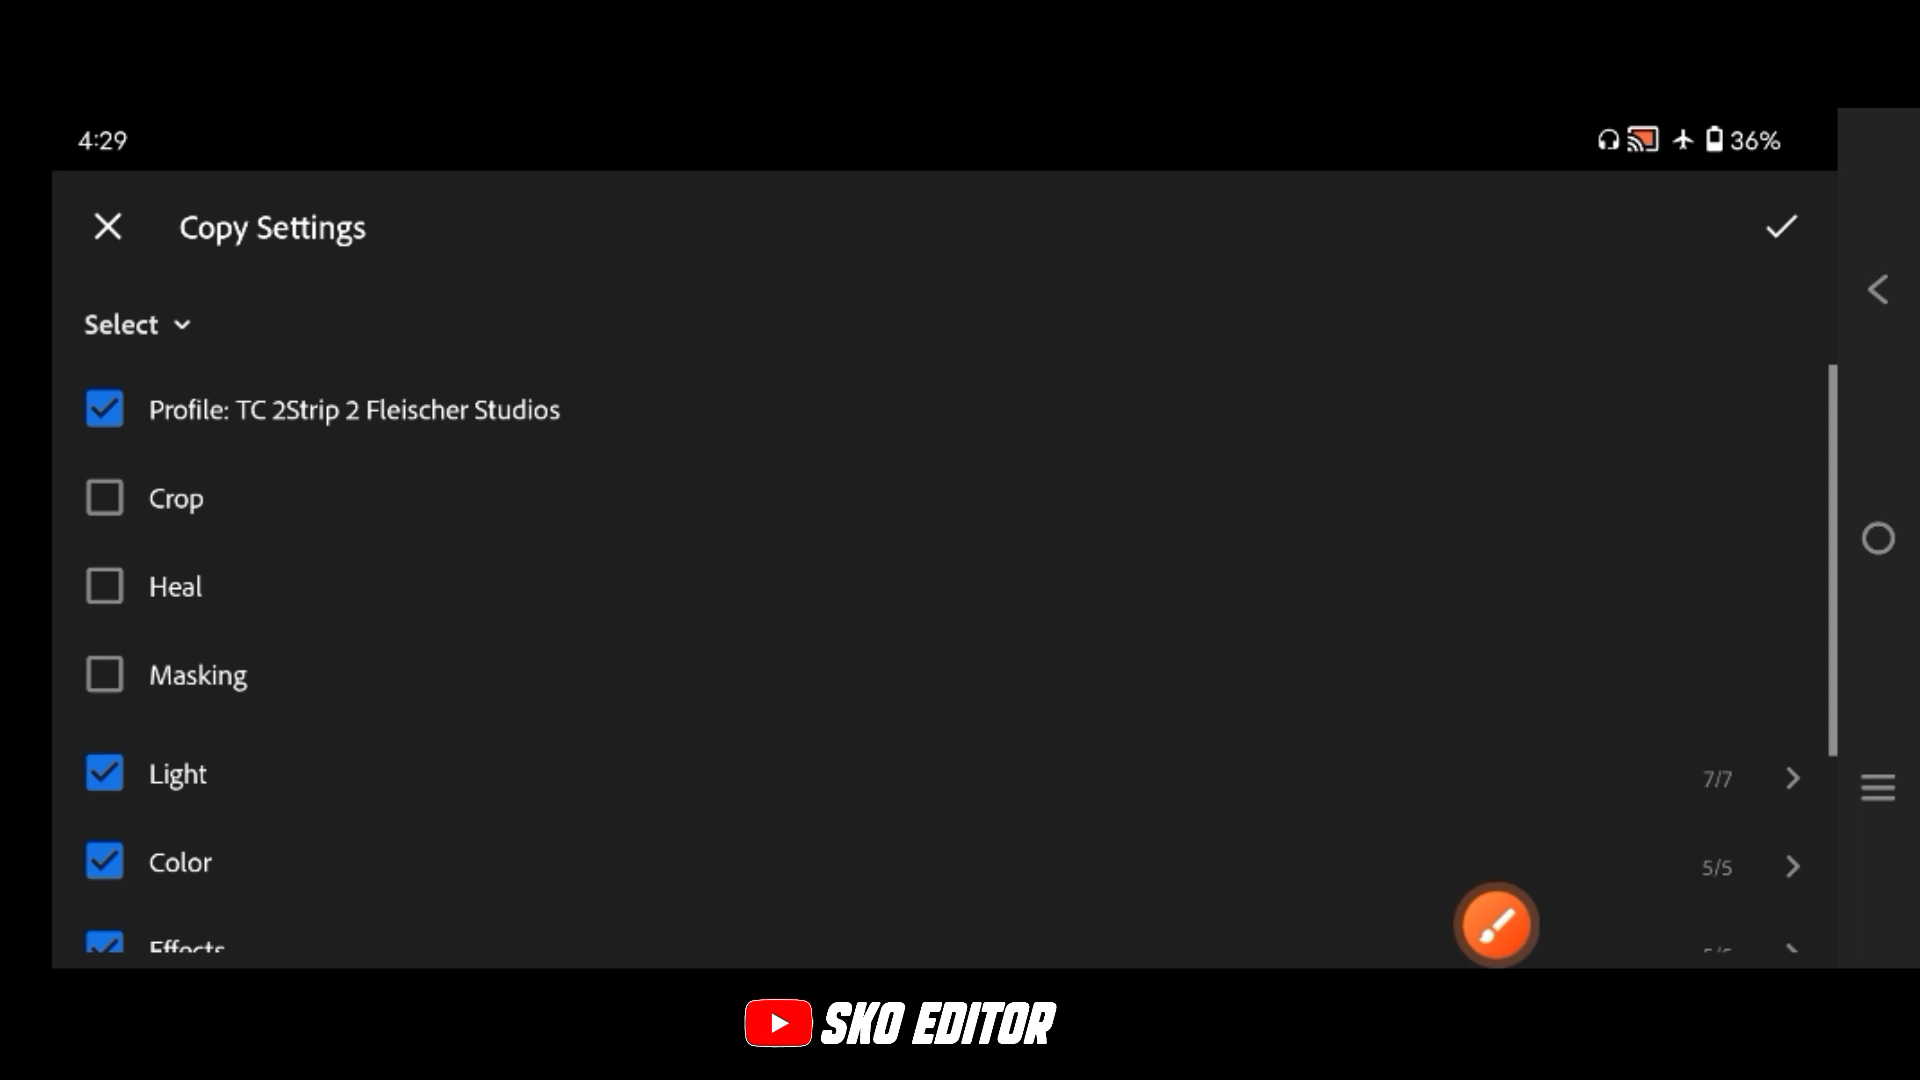 4:29
36%
Copy Settings
Select
Profile: TC 2Strip 2 Fleischer Studios
Crop
Heal
Masking
Light
7/7
Color
5/5
Effects
SKO EDITOR